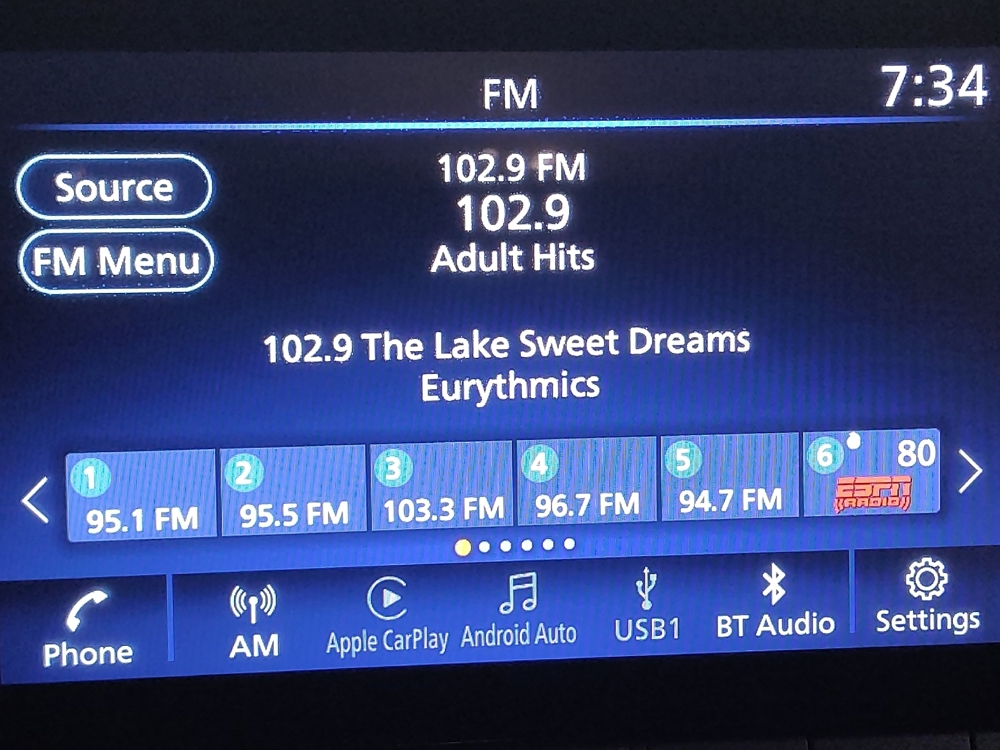 FM
7:34
Source
FM Menu
102.9 FM
102.9
Adult Hits
102.9 The Lake Sweet Dreams
Eurythmics
1
95.1 FM
2
95.5 FM
3
103.3 FM
4
96.7 FM
5
94.7 FM
6
80
ESPN
RADIO
Phone
AM
Apple CarPlay
Android Auto
USB1
BT Audio
Settings